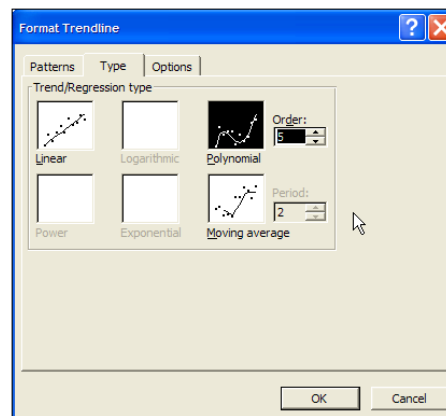 Format Trendline
Patterns Type Options
Trend/Regression type
Order:
5
Linear Logarithmic Polynomial
Period:
2
Power Exponential Moving average
OK Cancel